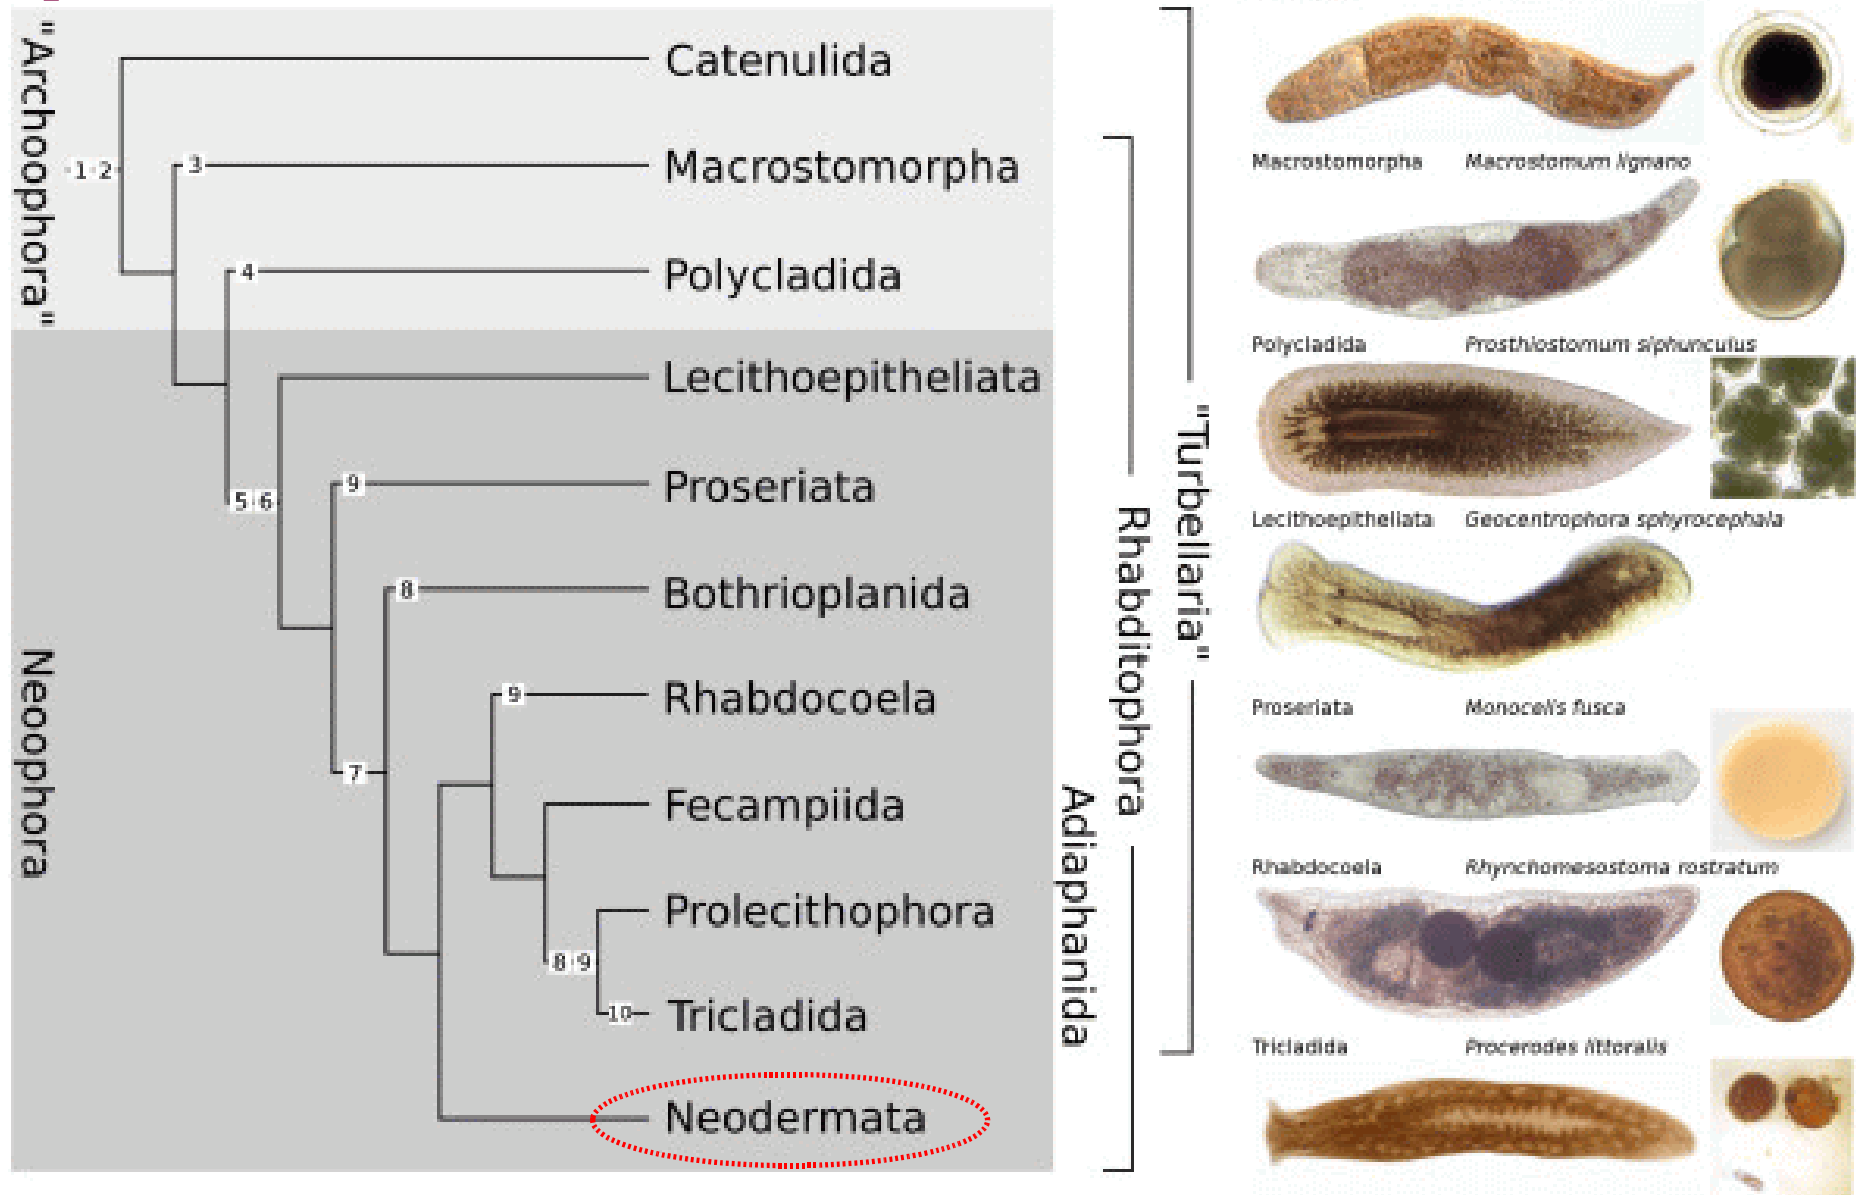 "Archoophora"
Neoophora
1 2
3
4
5 6
9
8
7
9
8 9
10
Catenulida
Macrostomorpha
Polycladida
Lecithoepitheliata
Proseriata
Bothrioplanida
Rhabdocoela
Fecampiida
Prolecithophora
Tricladida
Neodermata
Adiaphanida
Rhabditophora
"Turbellaria"
Macrostomorpha Macrostomum lignano
Polycladida Prosthiostomum siphunculus
Lecithoepitheliata Geocentrophora sphyrocephala
Proseriata Monocelis fusca
Rhabdocoela Rhynchomesostoma rostratum
Tricladida Procerodes littoralis